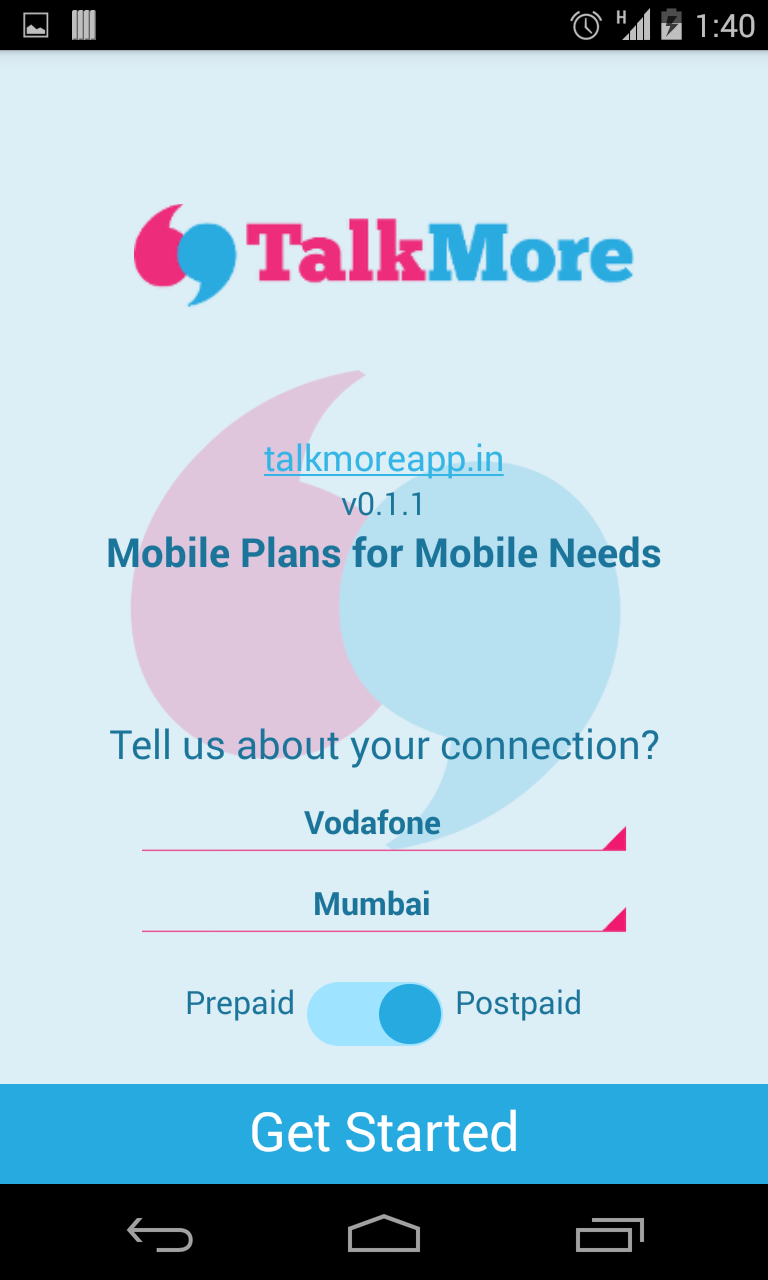 H 1:40
TalkMore
talkmoreapp.in
v0.1.1
Mobile Plans for Mobile Needs
Tell us about your connection?
Vodafone
Mumbai
Prepaid Postpaid
Get Started